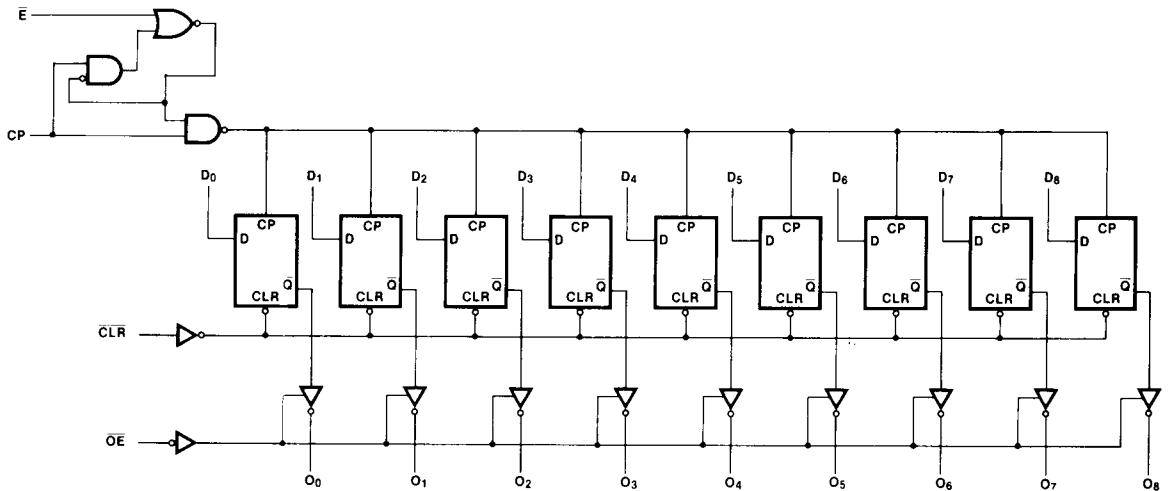 E̅
CP
D₀ D₁ D₂ D₃ D₄ D₅ D₆ D₇ D₈
CP CP CP CP CP CP CP CP CP
D D D D D D D D D
Q̅ Q̅ Q̅ Q̅ Q̅ Q̅ Q̅ Q̅ Q̅
CLR CLR CLR CLR CLR CLR CLR CLR CLR
C̅L̅R̅
O̅E̅
O₀ O₁ O₂ O₃ O₄ O₅ O₆ O₇ O₈